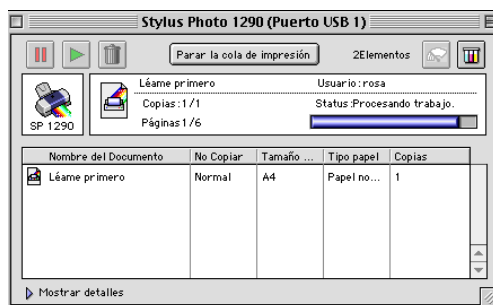 Stylus Photo 1290 (Puerto USB 1)
Parar la cola de impresión
2Elementos
SP 1290
Léame primero Usuario:rosa
Copias:1/1 Status:Procesando trabajo.
Páginas1/6
Nombre del Documento No Copiar Tamaño ... Tipo papel Copias
Léame primero Normal A4 Papel no... 1
Mostrar detalles